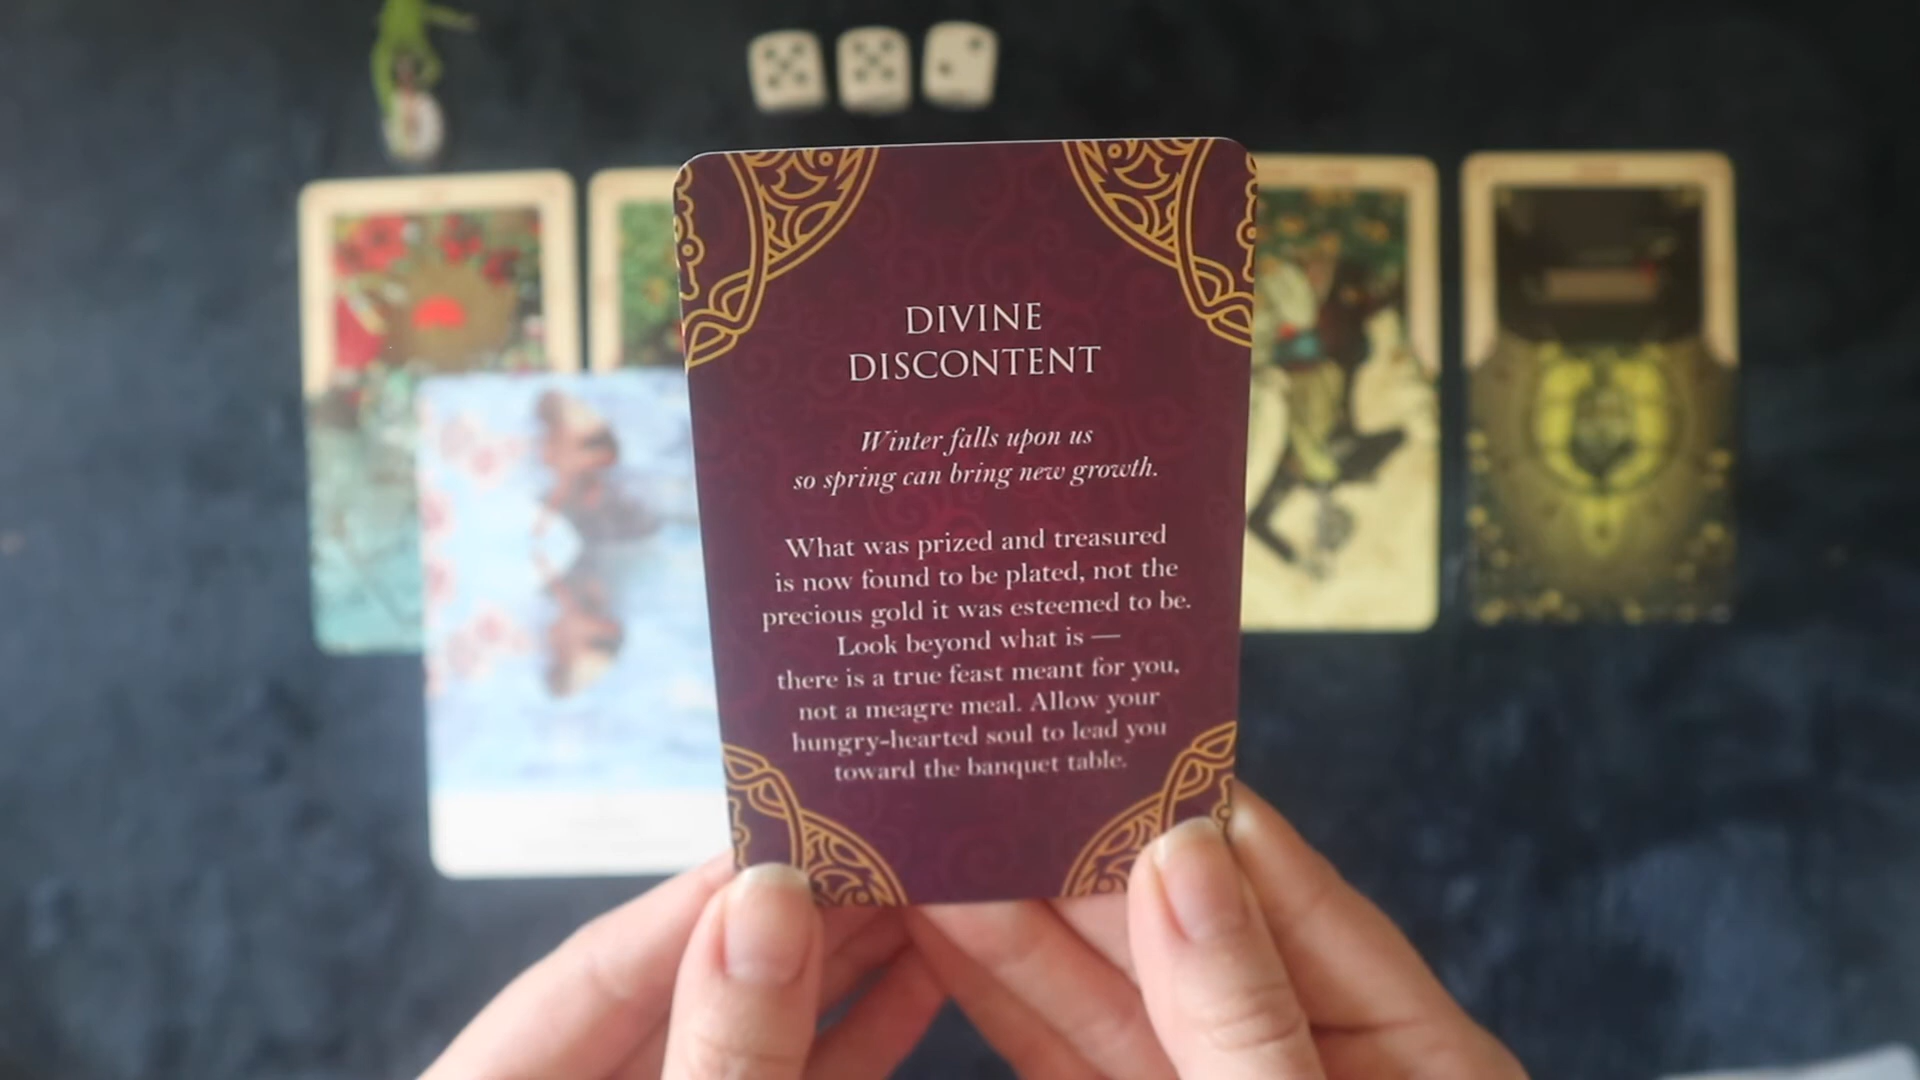 DIVINE
DISCONTENT
Winter falls upon us
so spring can bring new growth.
What was prized and treasured
is now found to be plated, not the
precious gold it was esteemed to be.
Look beyond what is —
there is a true feast meant for you,
not a meagre meal. Allow your
hungry-hearted soul to lead you
toward the banquet table.